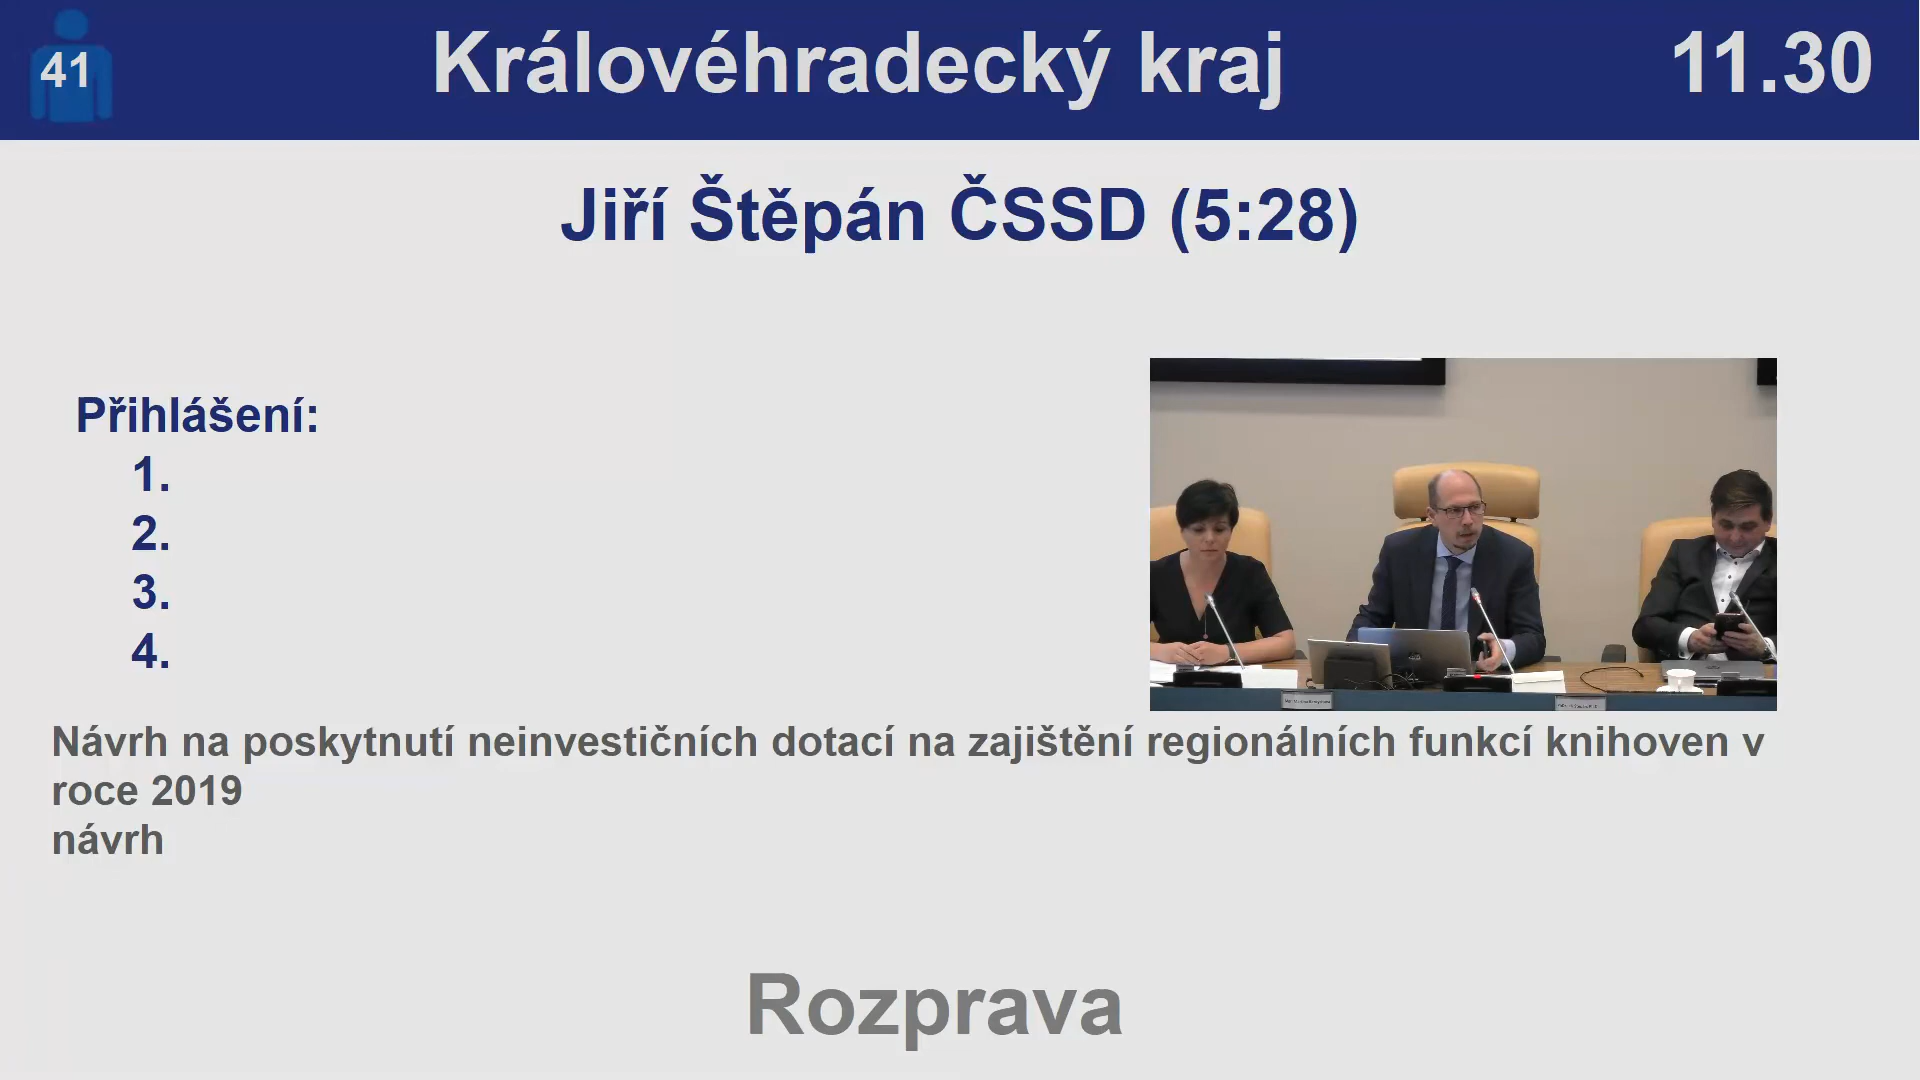 41
Královéhradecký kraj
11.30
Jiří Štěpán ČSSD (5:28)
Přihlášení:
1.
2.
3.
4.
Návrh na poskytnutí neinvestičních dotací na zajištění regionálních funkcí knihoven v
roce 2019
návrh
Rozprava